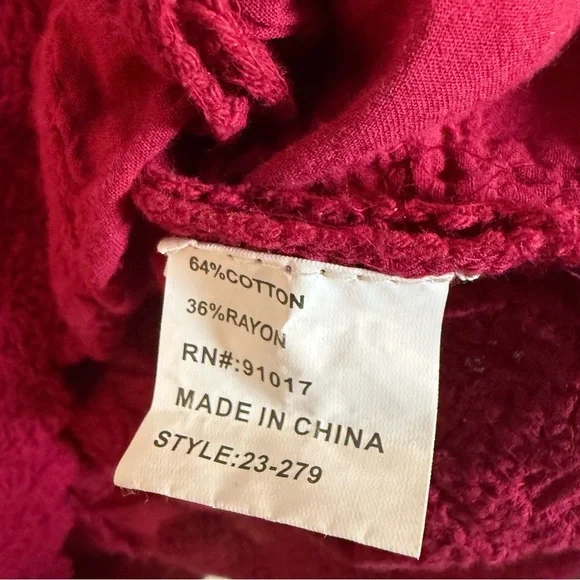 64%COTTON
36%RAYON
RN#:91017
MADE IN CHINA
STYLE:23-279